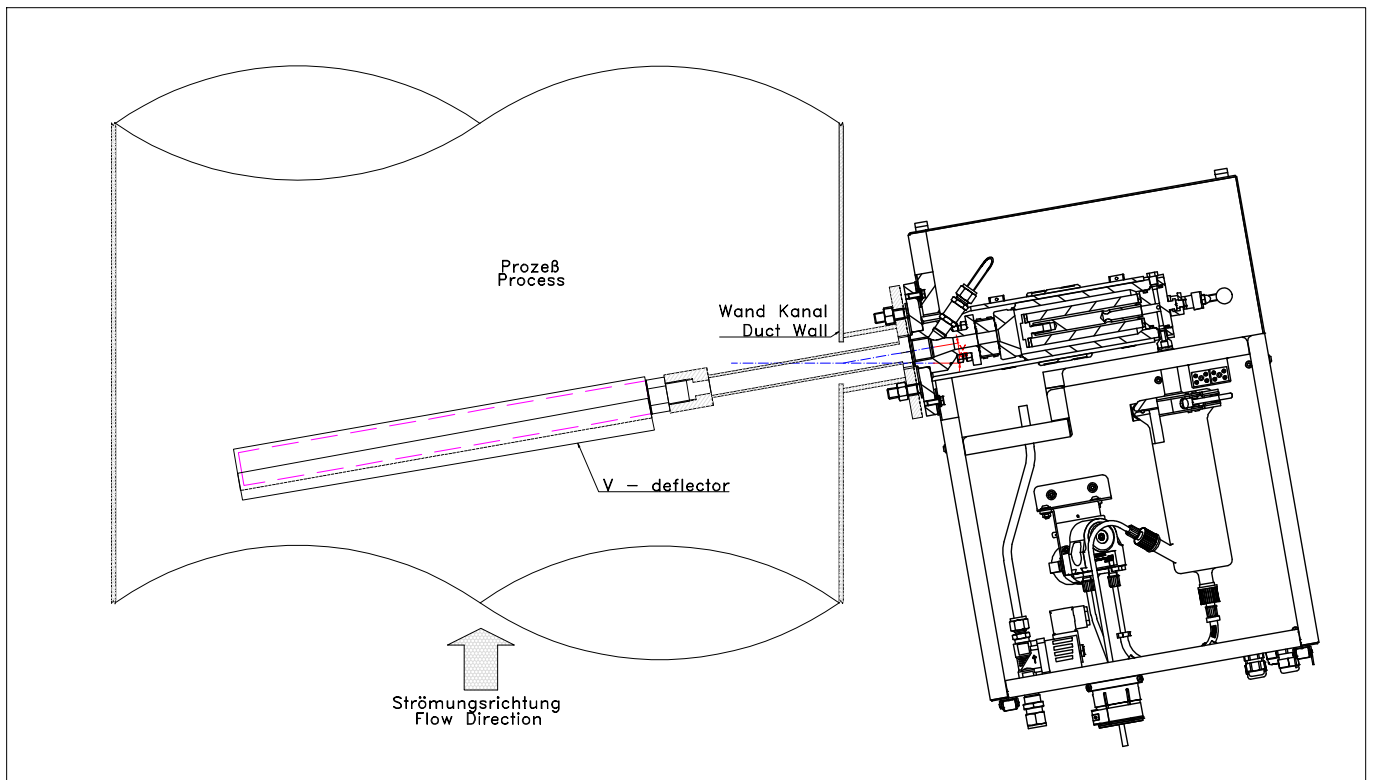 Prozeß
Process
Wand Kanal
Duct Wall
V – deflector
Strömungsrichtung
Flow Direction